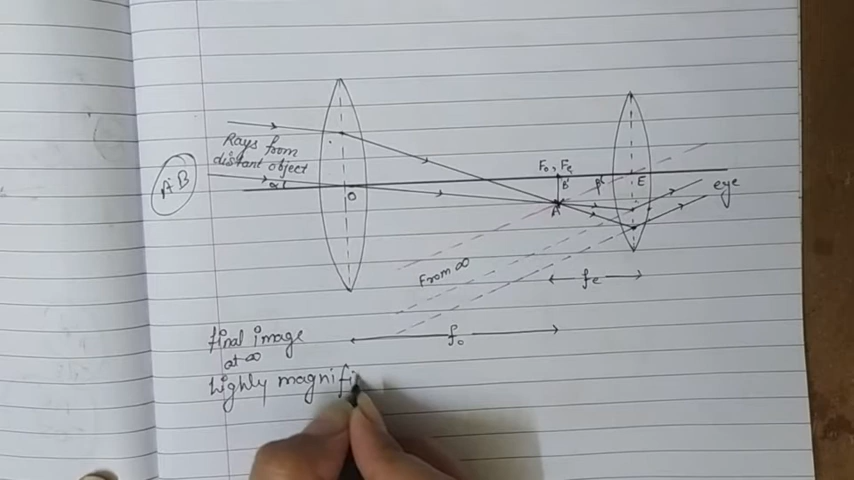 Rays from
distant object
AB
α
O
Fo, Fe
B'
A'
β
E
eye
From ∞
fe
fo
final image
at ∞
highly magnifi